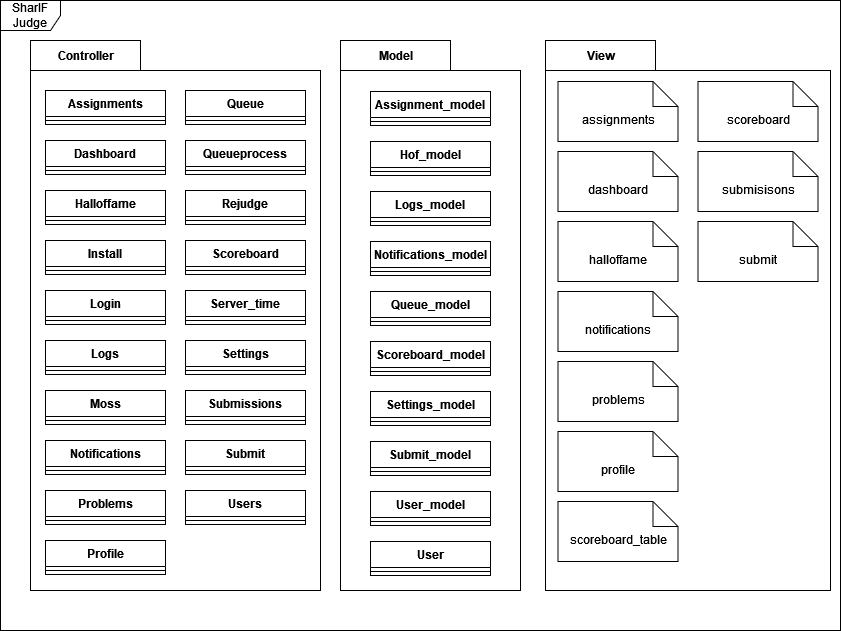 SharIF
Judge
Controller
Assignments
Dashboard
Halloffame
Install
Login
Logs
Moss
Notifications
Problems
Profile
Queue
Queueprocess
Rejudge
Scoreboard
Server_time
Settings
Submissions
Submit
Users
Model
Assignment_model
Hof_model
Logs_model
Notifications_model
Queue_model
Scoreboard_model
Settings_model
Submit_model
User_model
User
View
assignments
dashboard
halloffame
notifications
problems
profile
scoreboard_table
scoreboard
submisisons
submit